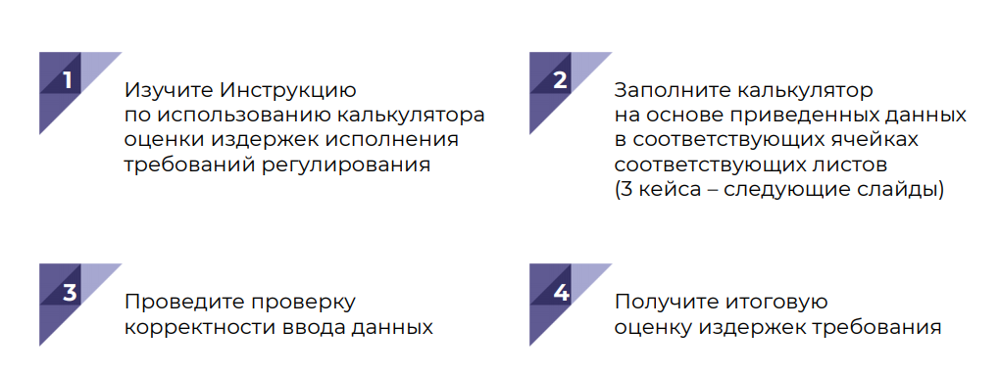 1
Изучите Инструкцию
по использованию калькулятора
оценки издержек исполнения
требований регулирования
2
Заполните калькулятор
на основе приведенных данных
в соответствующих ячейках
соответствующих листов
(3 кейса – следующие слайды)
3
Проведите проверку
корректности ввода данных
4
Получите итоговую
оценку издержек требования